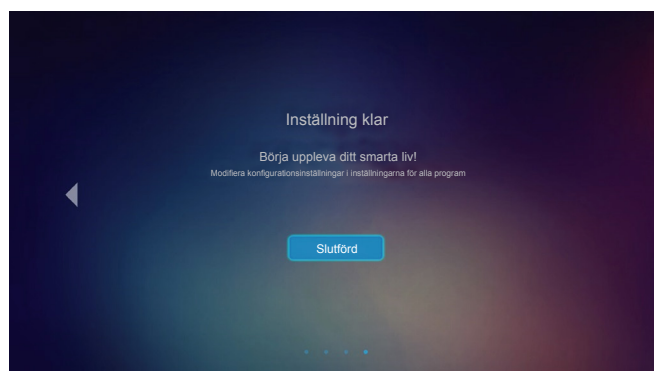 Inställning klar
Börja uppleva ditt smarta liv!
Modifiera konfigurationsinställningar i inställningarna för alla program
Slutförd